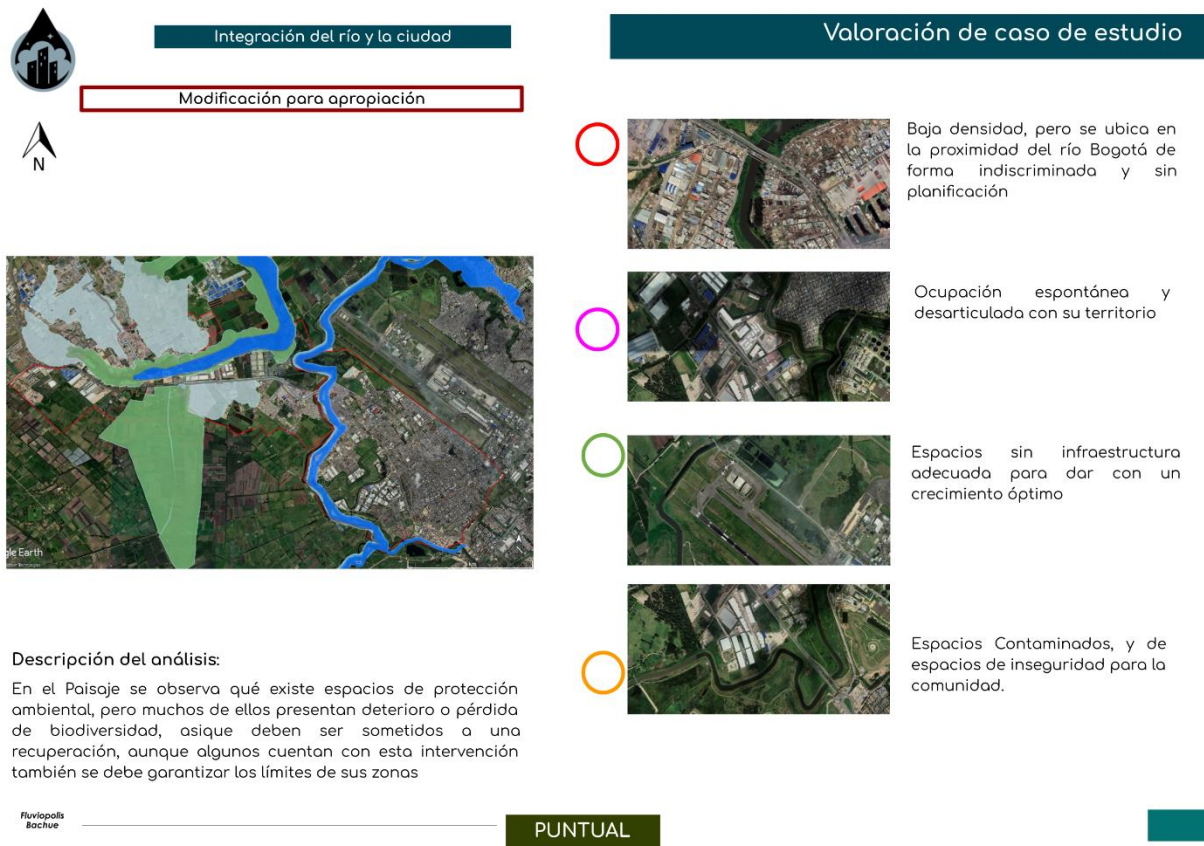 Integración del río y la ciudad
Valoración de caso de estudio
Modificación para apropiación
N
Baja densidad, pero se ubica en
la proximidad del río Bogotá de
forma indiscriminada y sin
planificación
Ocupación espontánea y
desarticulada con su territorio
Espacios sin infraestructura
adecuada para dar con un
crecimiento óptimo
Espacios Contaminados, y de
espacios de inseguridad para la
comunidad.
gle Earth
Descripción del análisis:
En el Paisaje se observa qué existe espacios de protección
ambiental, pero muchos de ellos presentan deterioro o pérdida
de biodiversidad, asique deben ser sometidos a una
recuperación, aunque algunos cuentan con esta intervención
también se debe garantizar los límites de sus zonas
Fluviopolis
Bachue
PUNTUAL